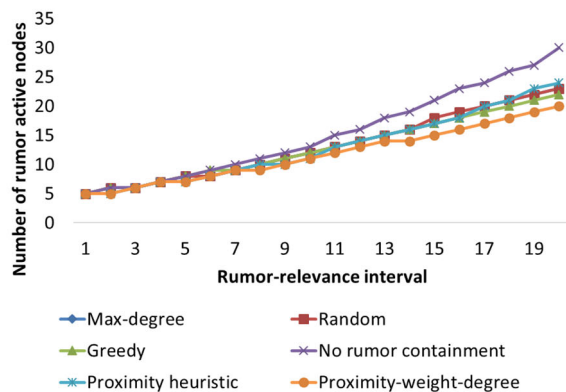 35
30
25
20
15
10
5
0
Number of rumor active nodes
1 3 5 7 9 11 13 15 17 19
Rumor-relevance interval
Max-degree Random
Greedy No rumor containment
Proximity heuristic Proximity-weight-degree